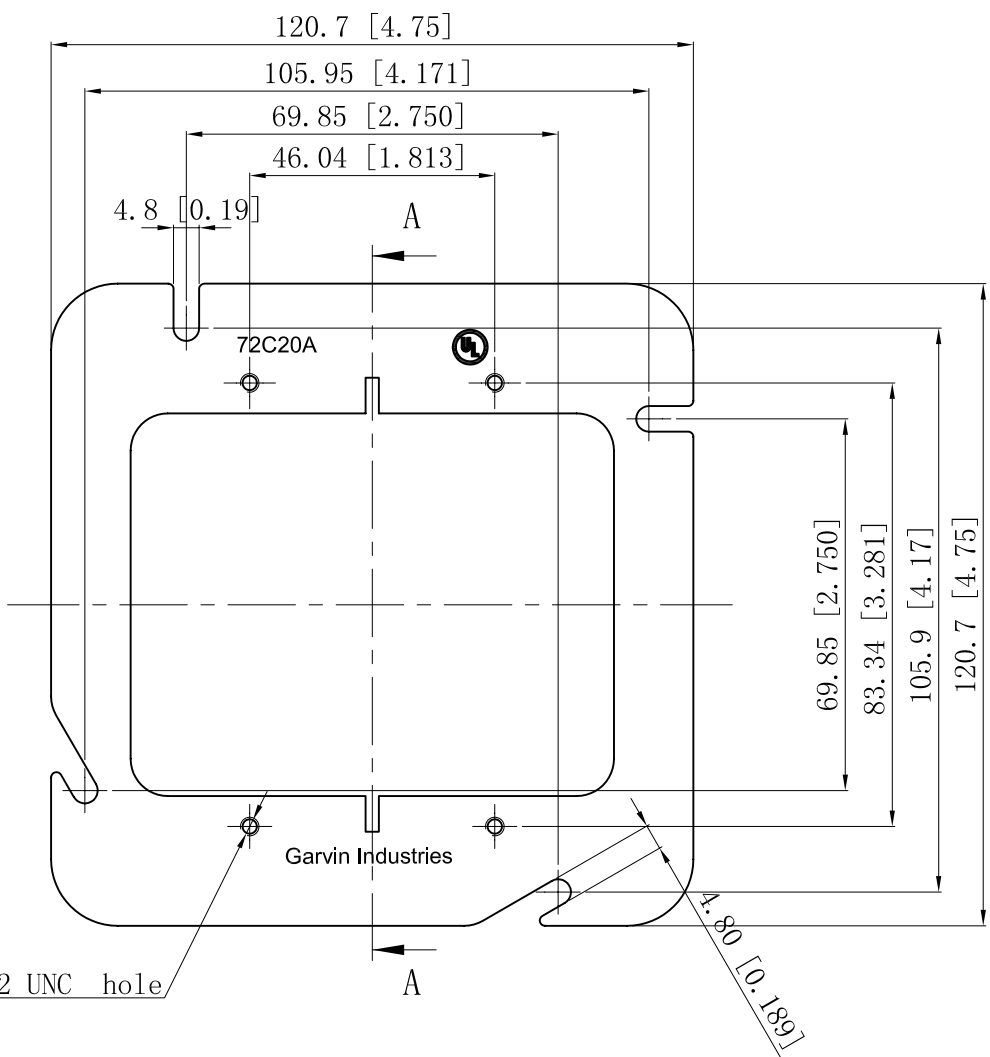 120.7 [4.75]
105.95 [4.171]
69.85 [2.750]
46.04 [1.813]
4.8 [0.19]
A
72C20A
UL
69.85 [2.750]
83.34 [3.281]
105.9 [4.17]
120.7 [4.75]
Garvin Industries
4.80 [0.189]
2 UNC hole
A